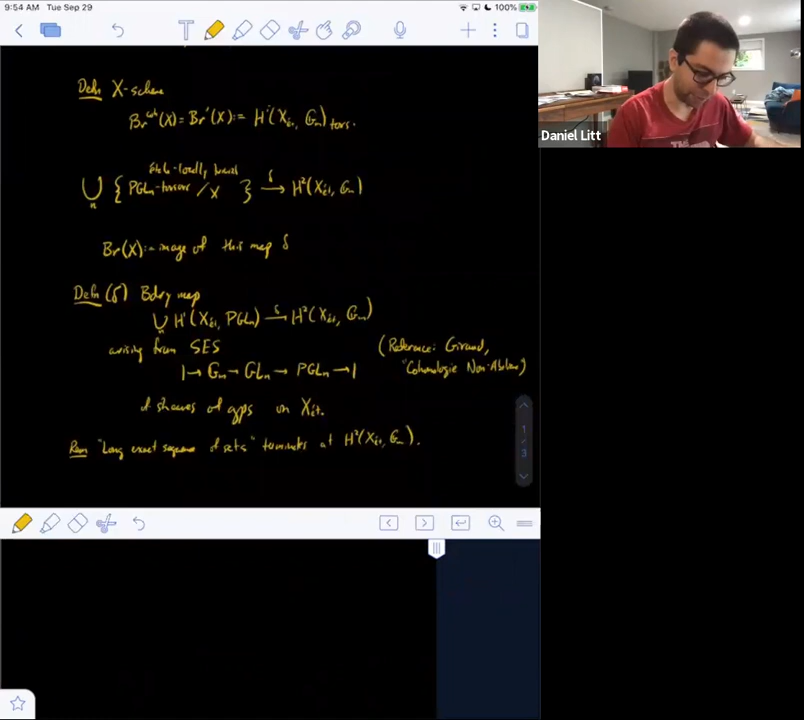 9:54 AM Tue Sep 29
100%
Daniel Litt
Defn X-scheme
Br^coh(X) = Br'(X) := H²(X_ét, G_m)_tors.
étale-locally trivial
⋃_n { PGL_n-torsors / X } →^δ H²(X_ét, G_m)
Br(X) := image of this map δ
Defn (δ) Bdry map
⋃_n H¹(X_ét, PGL_n) →^δ H²(X_ét, G_m)
arising from SES
(Reference: Giraud,
"Cohomologie Non-Abélienne")
1 → G_m → GL_n → PGL_n → 1
of sheaves of gps on X_ét.
Rem "Long exact sequence of sets" terminates at H²(X_ét, G_m).
1
/
3